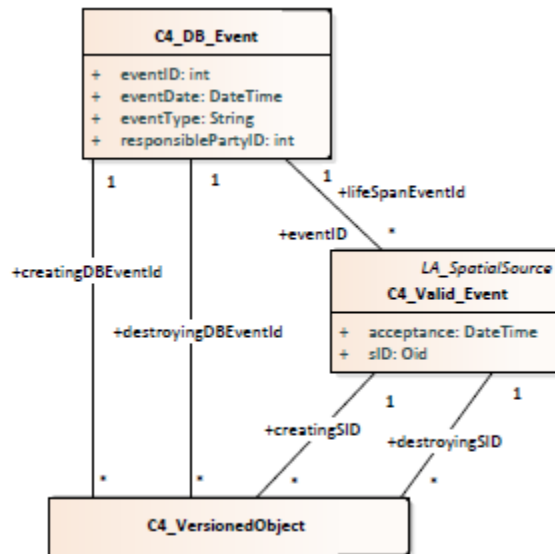 C4_DB_Event
+ eventID: int
+ eventDate: DateTime
+ eventType: String
+ responsiblePartyID: int
1
1
1
+lifeSpanEventId
+eventID
*
+creatingDBEventId
LA_SpatialSource
C4_Valid_Event
+destroyingDBEventId
+ acceptance: DateTime
+ sID: Oid
1
1
+creatingSID
+destroyingSID
*
*
*
*
C4_VersionedObject